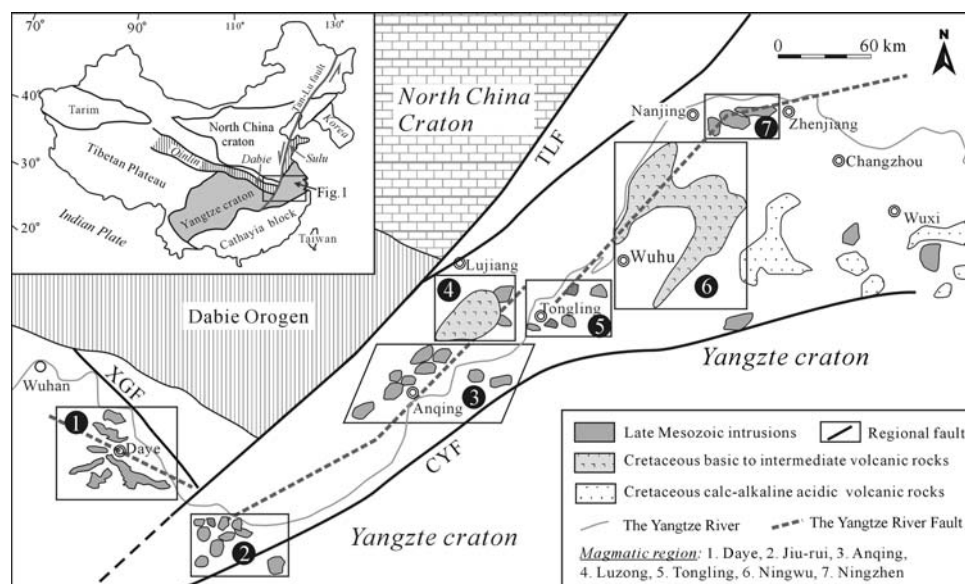 70°
90°
110°
130°
40°
30°
20°
Tarim
North China
craton
Tan-Lu fault
Korea
Qinlin
Dabie
Sulu
Tibetan Plateau
Fig.1
Yangtze craton
Cathayia block
Taiwan
Indian Plate
North China
Craton
TLF
0 60 km
N
Nanjing
7
Zhenjiang
Changzhou
Wuxi
Lujiang
Wuhu
4
6
Tongling
5
Dabie Orogen
Yangzte craton
Wuhan
XGF
3
Anqing
1
Daye
CYF
2
Yangzte craton
Late Mesozoic intrusions
Regional fault
Cretaceous basic to intermediate volcanic rocks
Cretaceous calc-alkaline acidic volcanic rocks
The Yangtze River
The Yangtze River Fault
Magmatic region: 1. Daye, 2. Jiu-rui, 3. Anqing,
4. Luzong, 5. Tongling, 6. Ningwu, 7. Ningzhen